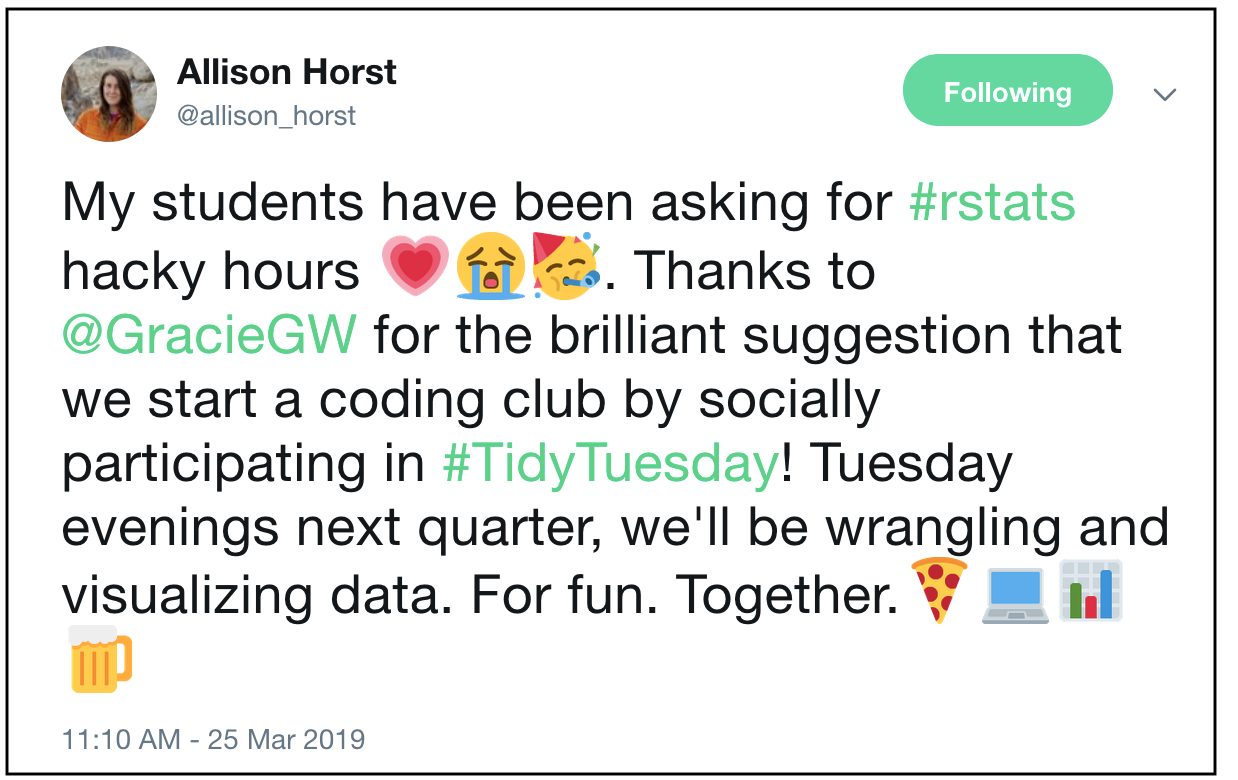 Allison Horst
@allison_horst
Following
My students have been asking for #rstats
hacky hours 💗😭🥳. Thanks to
@GracieGW for the brilliant suggestion that
we start a coding club by socially
participating in #TidyTuesday! Tuesday
evenings next quarter, we'll be wrangling and
visualizing data. For fun. Together. 🍕💻📊
🍺
11:10 AM - 25 Mar 2019